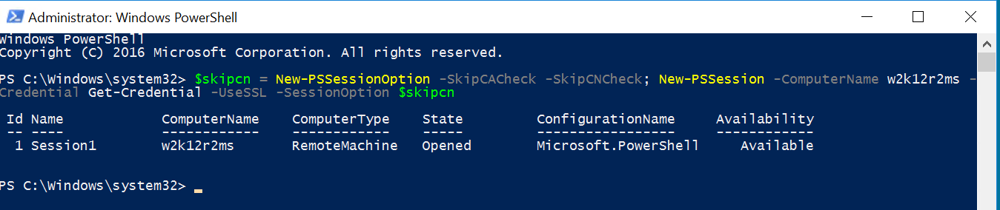 Administrator: Windows PowerShell
Windows PowerShell
Copyright (C) 2016 Microsoft Corporation. All rights reserved.
PS C:\Windows\system32> $skipcn = New-PSSessionOption -SkipCACheck -SkipCNCheck; New-PSSession -ComputerName w2k12r2ms -
Credential Get-Credential -UseSSL -SessionOption $skipcn
Id Name ComputerName ComputerType State ConfigurationName Availability
-- ---- ------------ ------------ ----- ----------------- ------------
1 Session1 w2k12r2ms RemoteMachine Opened Microsoft.PowerShell Available
PS C:\Windows\system32>